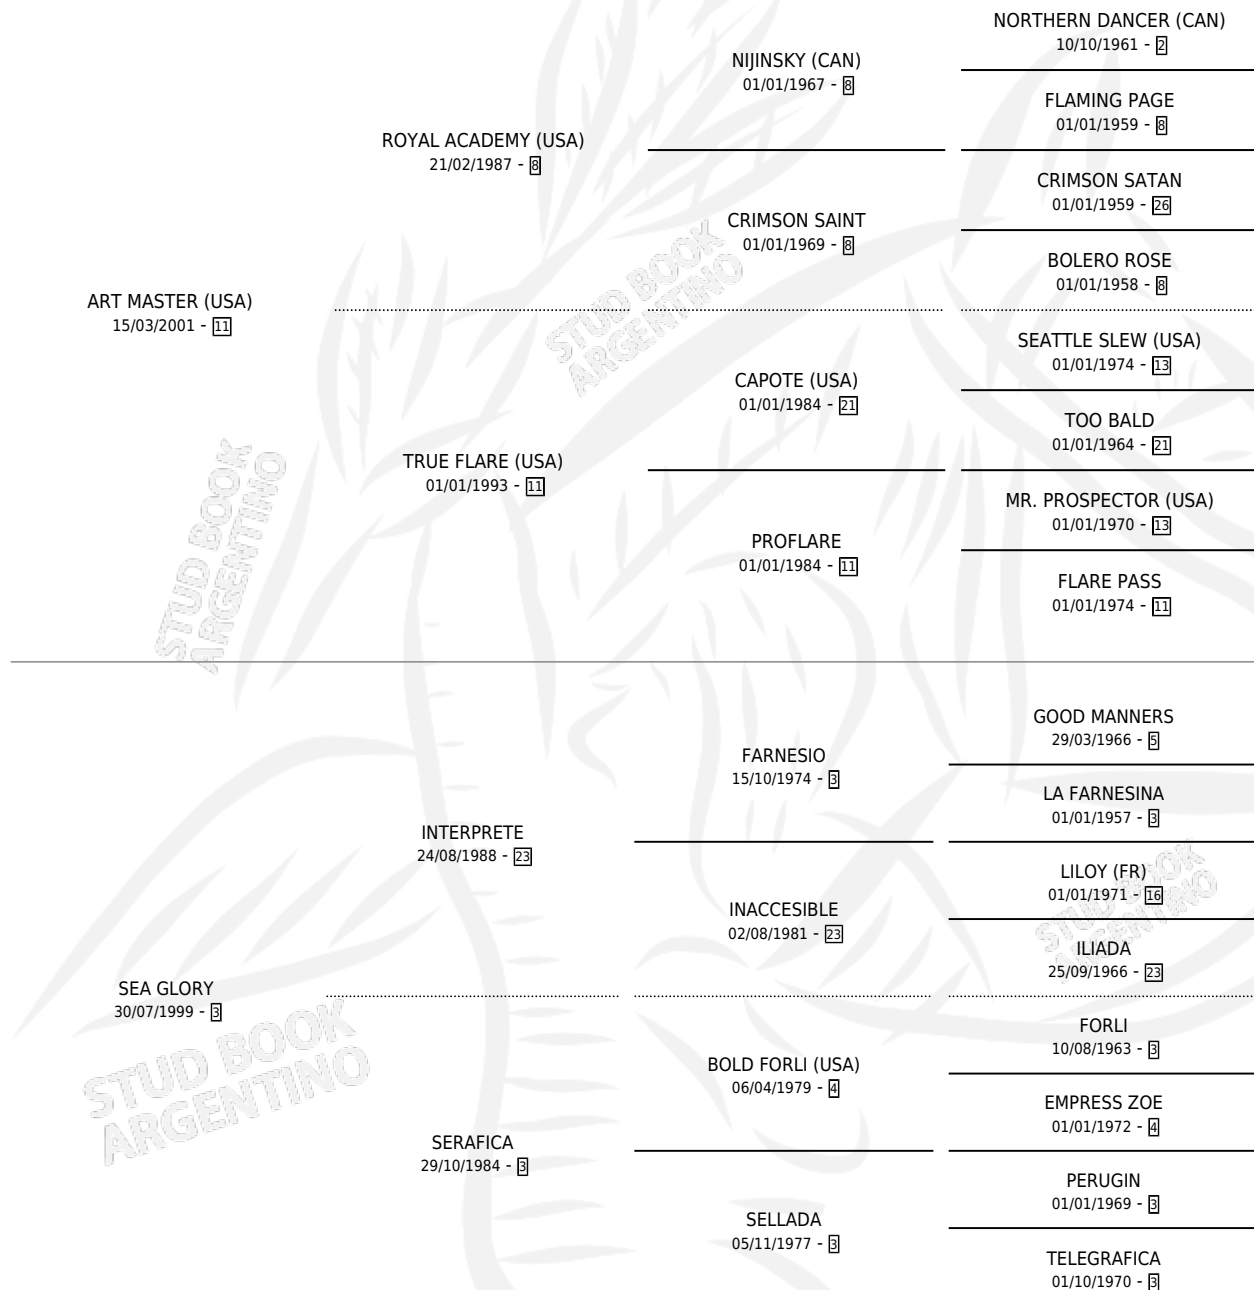 NORTHERN DANCER (CAN)
10/10/1961 - 2
NIJINSKY (CAN)
01/01/1967 - 8
FLAMING PAGE
01/01/1959 - 8
ROYAL ACADEMY (USA)
21/02/1987 - 8
CRIMSON SATAN
01/01/1959 - 26
CRIMSON SAINT
01/01/1969 - 8
BOLERO ROSE
01/01/1958 - 8
ART MASTER (USA)
15/03/2001 - 11
SEATTLE SLEW (USA)
01/01/1974 - 13
CAPOTE (USA)
01/01/1984 - 21
TOO BALD
01/01/1964 - 21
TRUE FLARE (USA)
01/01/1993 - 11
MR. PROSPECTOR (USA)
01/01/1970 - 13
PROFLARE
01/01/1984 - 11
FLARE PASS
01/01/1974 - 11
GOOD MANNERS
29/03/1966 - 5
FARNESIO
15/10/1974 - 3
LA FARNESINA
01/01/1957 - 3
INTERPRETE
24/08/1988 - 23
LILOY (FR)
01/01/1971 - 16
INACCESIBLE
02/08/1981 - 23
ILIADA
25/09/1966 - 23
SEA GLORY
30/07/1999 - 3
FORLI
10/08/1963 - 3
BOLD FORLI (USA)
06/04/1979 - 4
EMPRESS ZOE
01/01/1972 - 4
SERAFICA
29/10/1984 - 3
PERUGIN
01/01/1969 - 3
SELLADA
05/11/1977 - 3
TELEGRAFICA
01/10/1970 - 3
STUD BOOK
ARGENTINO
STUD BOOK
ARGENTINO
STUD BOOK
ARGENTINO
STUD BOOK
ARGENTINO